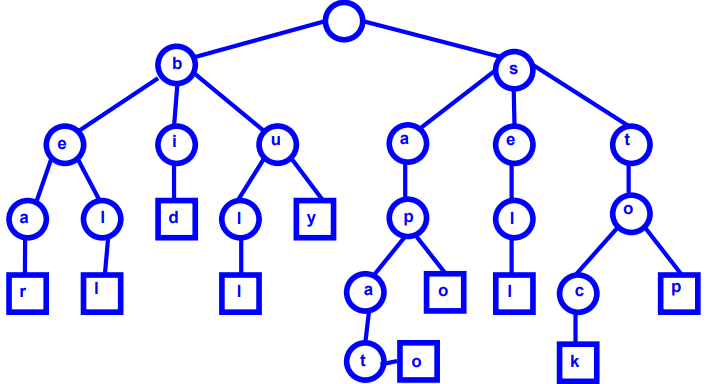 b s
e i u a e t
a l d l y p l o
r l l a o l c p
t o k